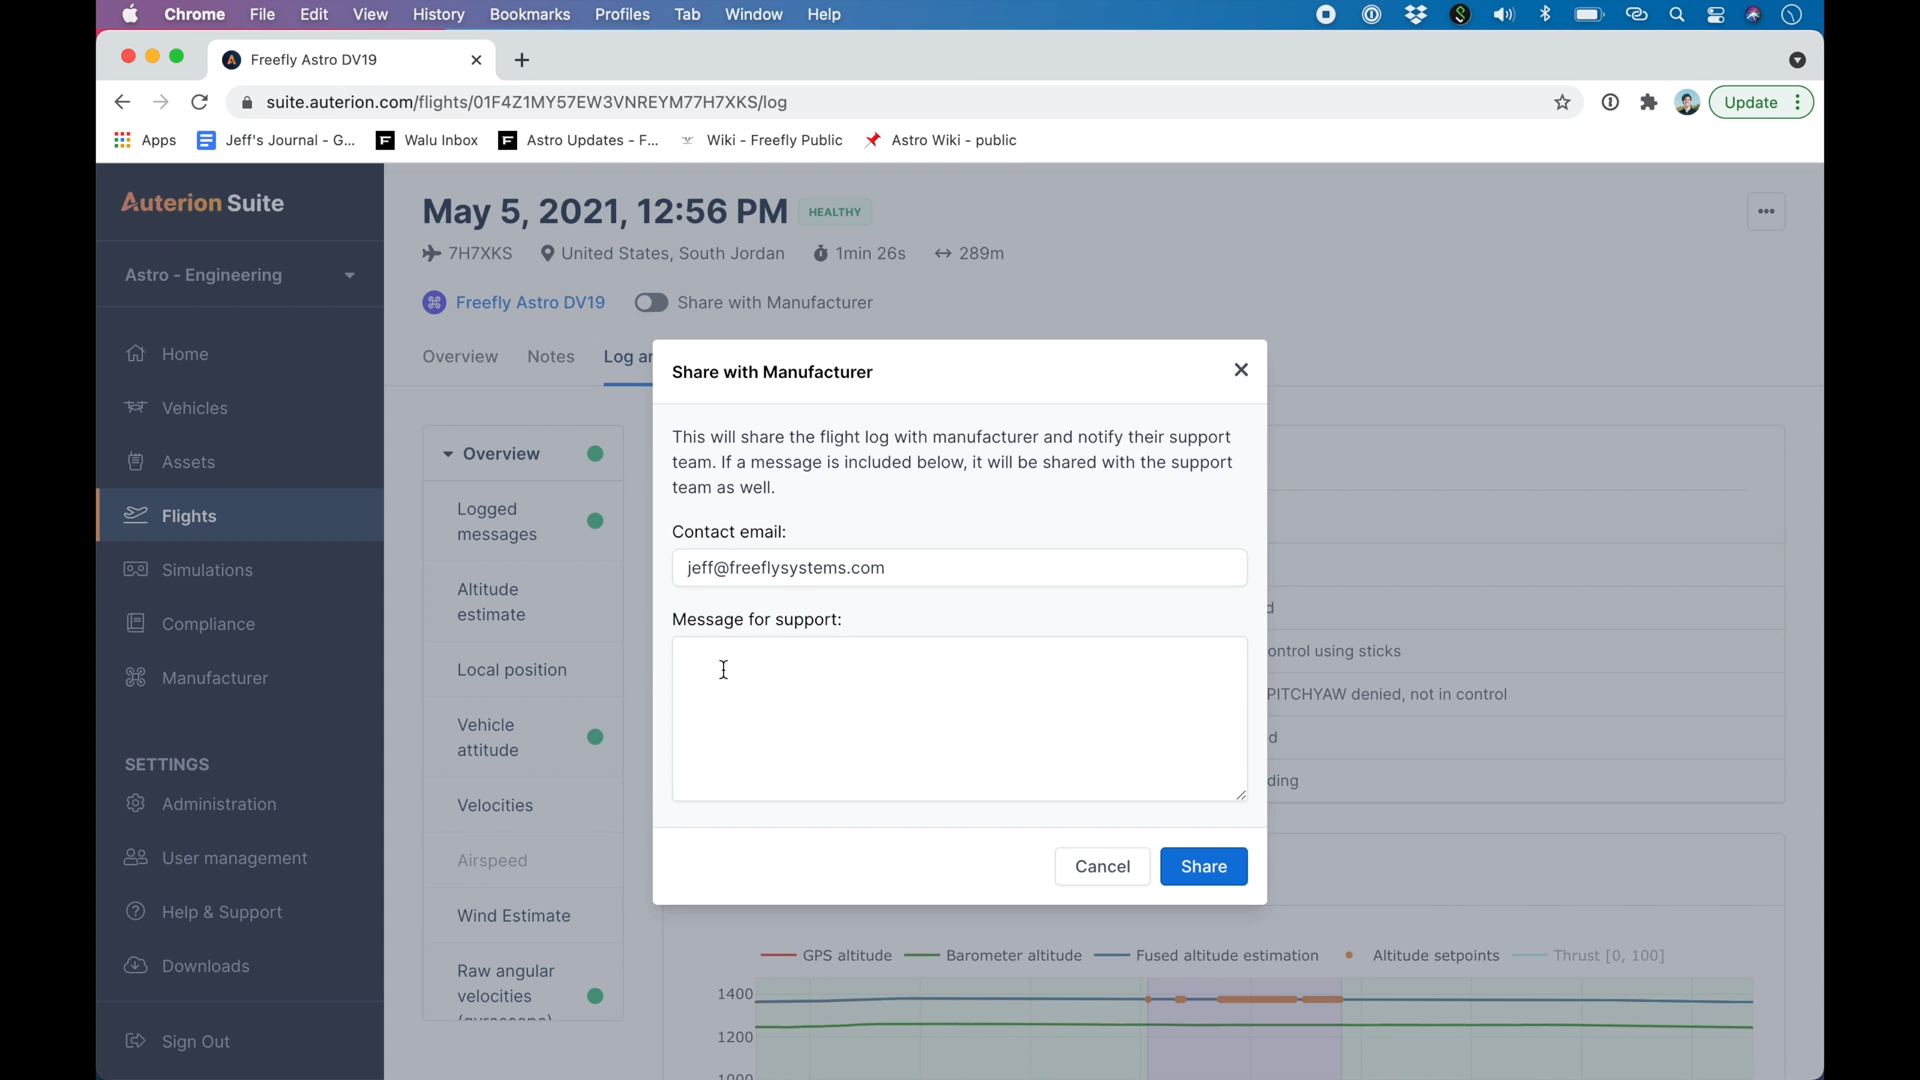 Chrome File Edit View History Bookmarks Profiles Tab Window Help
Freefly Astro DV19
suite.auterion.com/flights/01F4Z1MY57EW3VNREYM77H7XKS/log
Update
Apps Jeff's Journal - G... Walu Inbox Astro Updates - F... Wiki - Freefly Public Astro Wiki - public
Auterion Suite
Astro - Engineering
Home
Vehicles
Assets
Flights
Simulations
Compliance
Manufacturer
SETTINGS
Administration
User management
Help & Support
Downloads
Sign Out
May 5, 2021, 12:56 PM HEALTHY
7H7XKS United States, South Jordan 1min 26s 289m
Freefly Astro DV19 Share with Manufacturer
Overview Notes Log an
Overview
Logged
messages
Altitude
estimate
Local position
Vehicle
attitude
Velocities
Airspeed
Wind Estimate
Raw angular
velocities
(gyroscope)
Share with Manufacturer
This will share the flight log with manufacturer and notify their support
team. If a message is included below, it will be shared with the support
team as well.
Contact email:
jeff@freeflysystems.com
Message for support:
Cancel Share
d
ontrol using sticks
PITCHYAW denied, not in control
d
ding
GPS altitude Barometer altitude Fused altitude estimation Altitude setpoints Thrust [0, 100]
1400
1200
1000